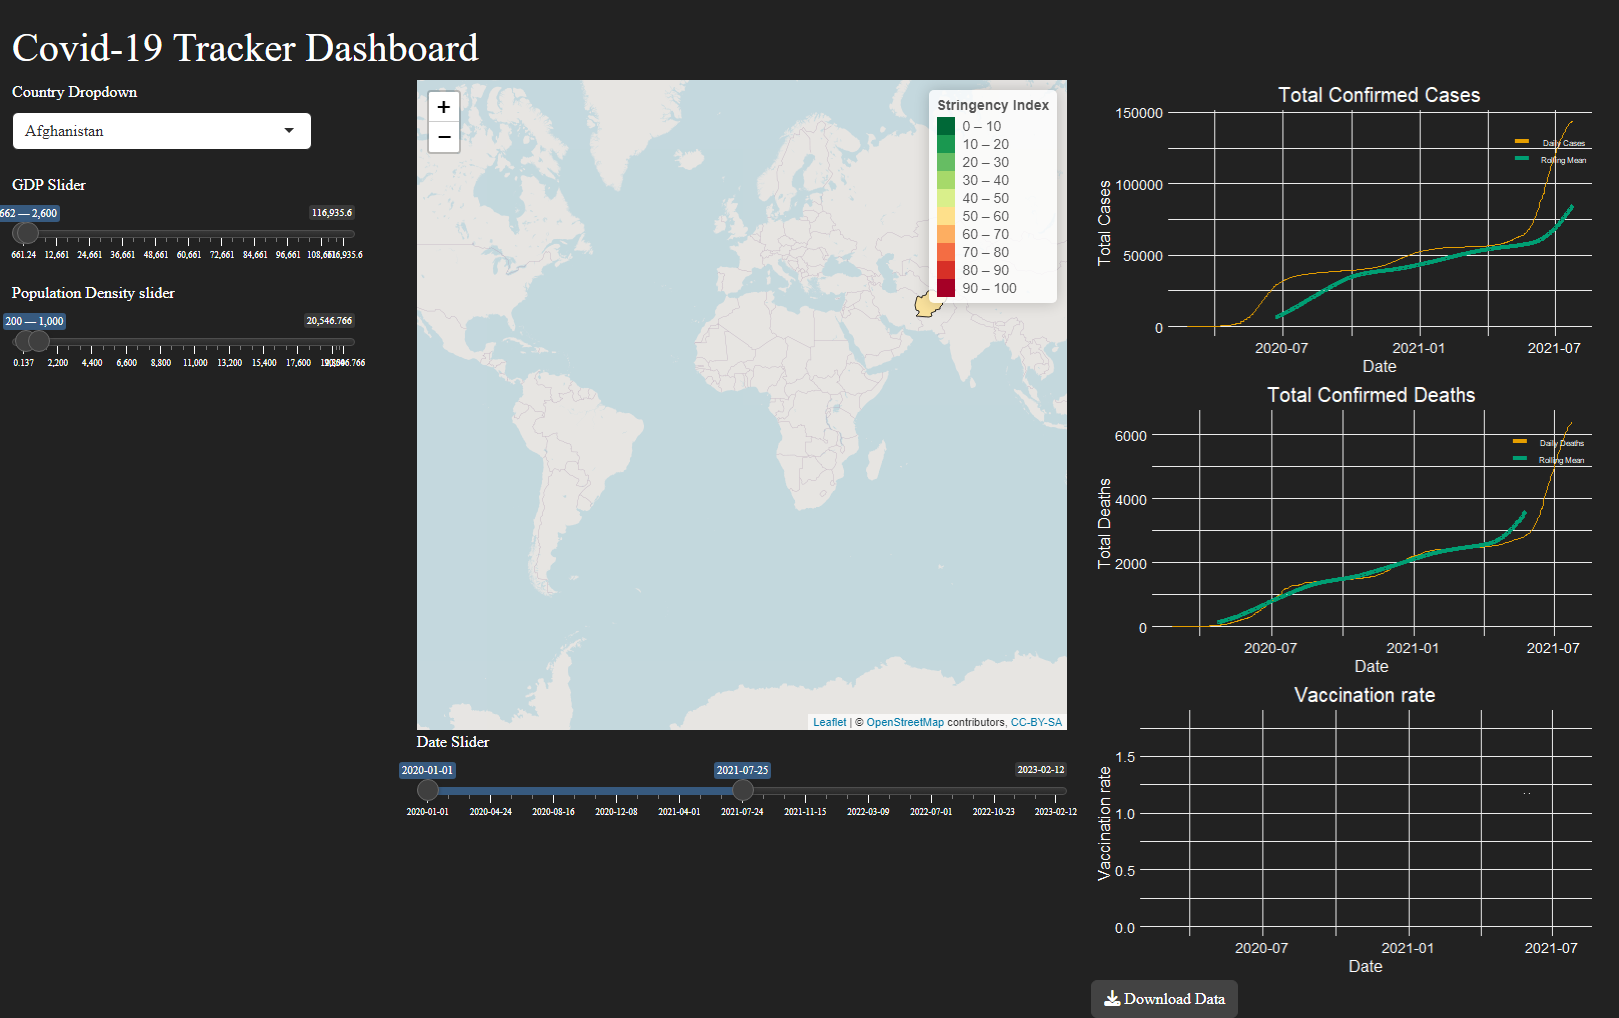 Covid-19 Tracker Dashboard
Country Dropdown
Afghanistan
GDP Slider
662 — 2,600
116,935.6
661.24 12,661 24,661 36,661 48,661 60,661 72,661 84,661 96,661
Population Density slider
200 — 1,000
20,546.766
0.137 2,200 4,400 6,600 8,800 11,000 13,200 15,400 17,600
+
−
Stringency Index
0 – 10
10 – 20
20 – 30
30 – 40
40 – 50
50 – 60
60 – 70
70 – 80
80 – 90
90 – 100
Leaflet | © OpenStreetMap contributors, CC-BY-SA
Date Slider
2020-01-01
2021-07-25
2023-02-12
2020-01-01 2020-04-24 2020-08-16 2020-12-08 2021-04-01 2021-07-24 2021-11-15 2022-03-09 2022-07-01 2022-10-23 2023-02-12
Total Confirmed Cases
Total Cases
150000
100000
50000
0
Daily Cases
Rolling Mean
2020-07 2021-01 2021-07
Date
Total Confirmed Deaths
Total Deaths
6000
4000
2000
0
Daily Deaths
Rolling Mean
2020-07 2021-01 2021-07
Date
Vaccination rate
Vaccination rate
1.5
1.0
0.5
0.0
2020-07 2021-01 2021-07
Date
Download Data